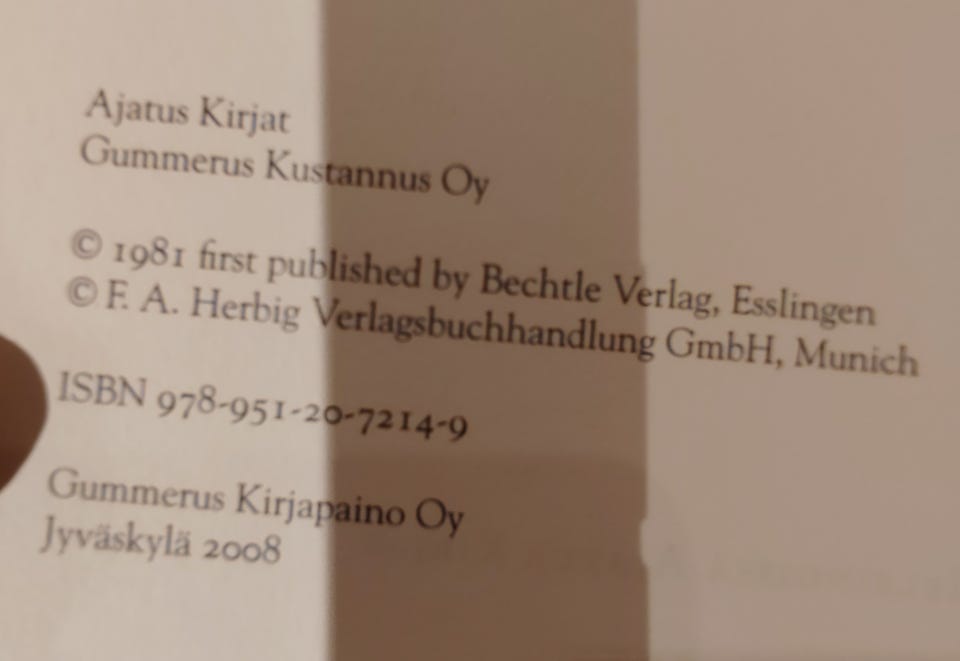 Ajatus Kirjat
Gummerus Kustannus Oy
© 1981 first published by Bechtle Verlag, Esslingen
© F. A. Herbig Verlagsbuchhandlung GmbH, Munich
ISBN 978-951-20-7214-9
Gummerus Kirjapaino Oy
Jyväskylä 2008